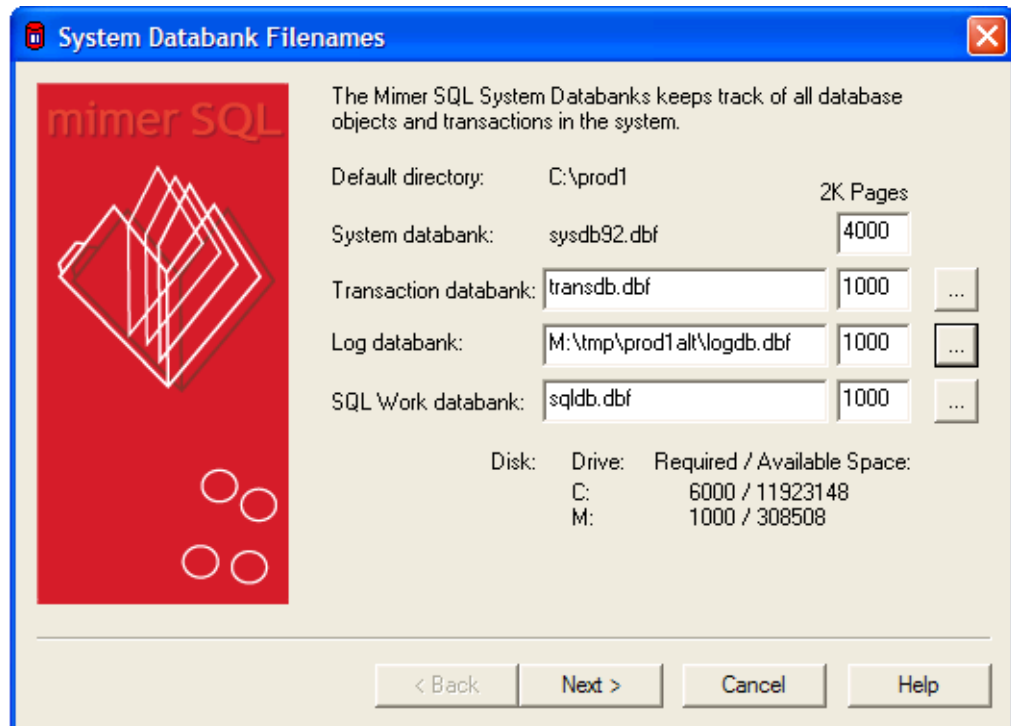 System Databank Filenames
mimer SQL
The Mimer SQL System Databanks keeps track of all database
objects and transactions in the system.
Default directory: C:\prod1
2K Pages
System databank: sysdb92.dbf 4000
Transaction databank: transdb.dbf 1000 ...
Log databank: M:\tmp\prod1alt\logdb.dbf 1000 ...
SQL Work databank: sqldb.dbf 1000 ...
Disk: Drive: Required / Available Space:
C: 6000 / 11923148
M: 1000 / 308508
< Back Next > Cancel Help